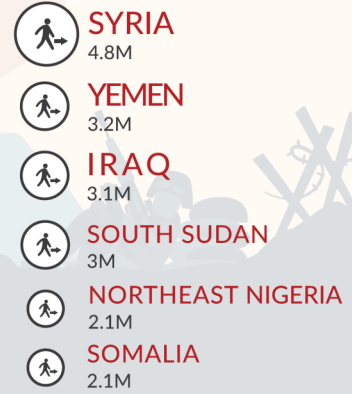 SYRIA
4.8M
YEMEN
3.2M
IRAQ
3.1M
SOUTH SUDAN
3M
NORTHEAST NIGERIA
2.1M
SOMALIA
2.1M